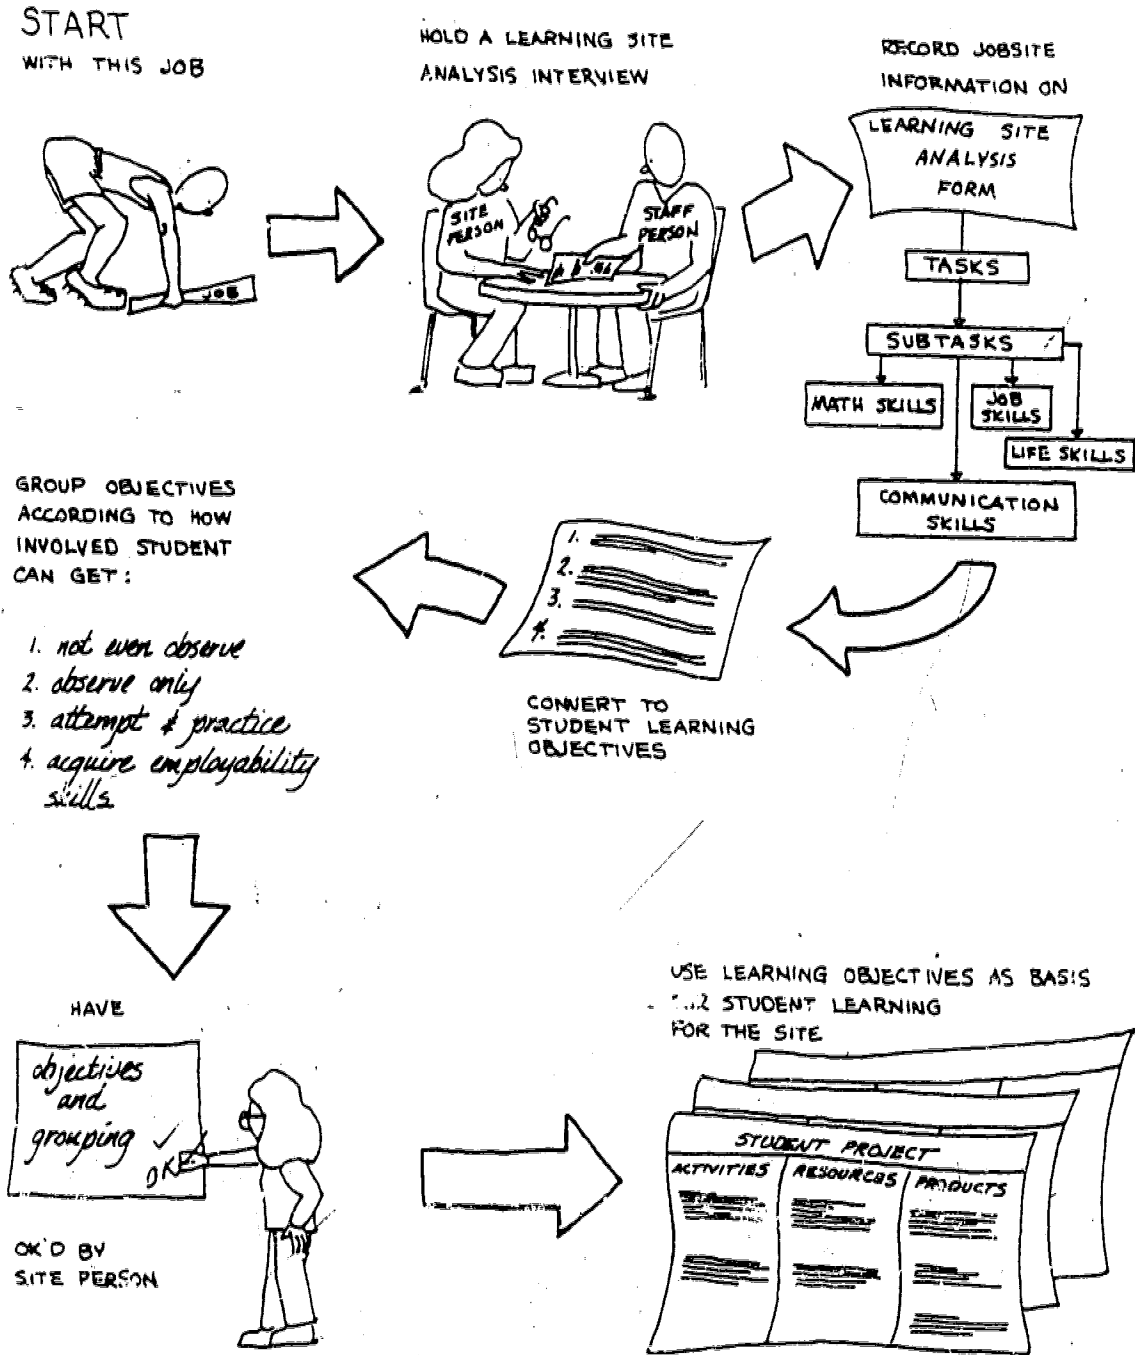 START
WITH THIS JOB
JOB
HOLD A LEARNING SITE
ANALYSIS INTERVIEW
SITE
PERSON
STAFF
PERSON
RECORD JOBSITE
INFORMATION ON
LEARNING SITE
ANALYSIS
FORM
TASKS
SUBTASKS
MATH SKILLS
JOB
SKILLS
LIFE SKILLS
COMMUNICATION
SKILLS
1.
2.
3.
4.
CONVERT TO
STUDENT LEARNING
OBJECTIVES
GROUP OBJECTIVES
ACCORDING TO HOW
INVOLVED STUDENT
CAN GET:
1. not even observe
2. observe only
3. attempt & practice
4. acquire employability
skills
HAVE
objectives
and
grouping ✓
OK
OK'D BY
SITE PERSON
USE LEARNING OBJECTIVES AS BASIS
STUDENT LEARNING
FOR THE SITE
STUDENT PROJECT
ACTIVITIES
RESOURCES
PRODUCTS